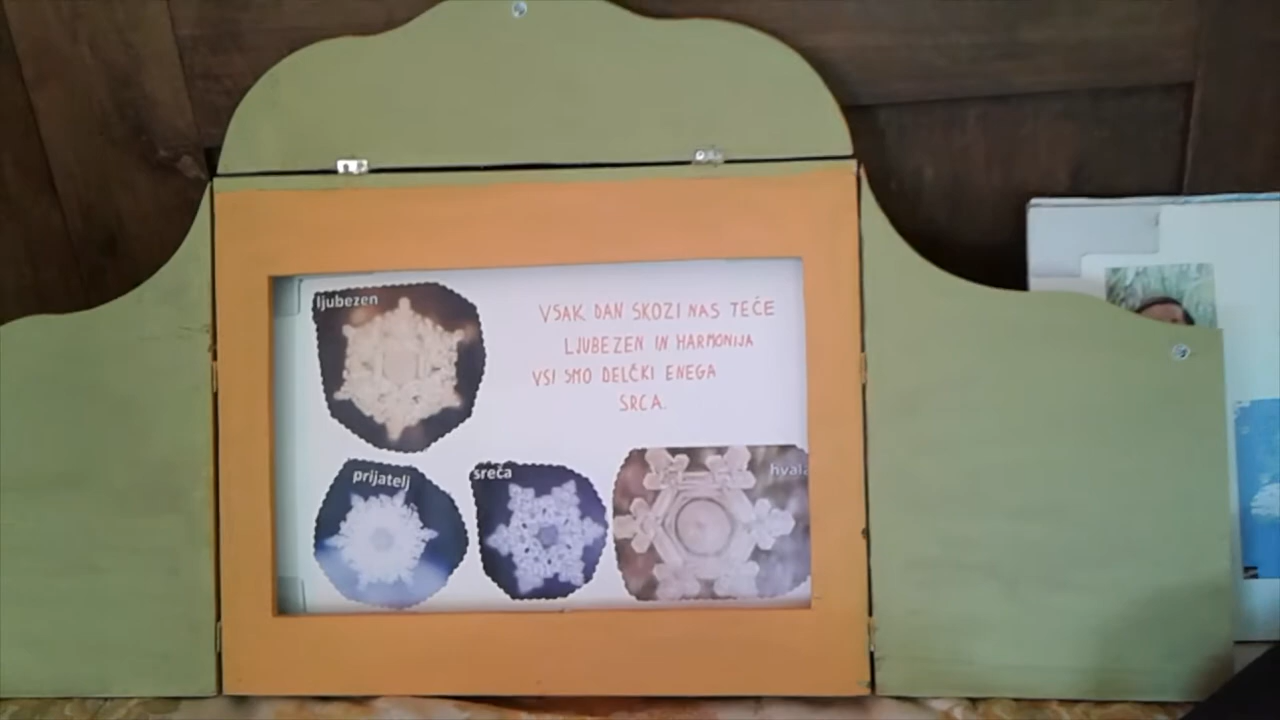 ljubezen
VSAK DAN SKOZI NAS TEČE
LJUBEZEN IN HARMONIJA
VSI SMO DELČKI ENEGA
SRCA.
prijatelj
sreča
hvala